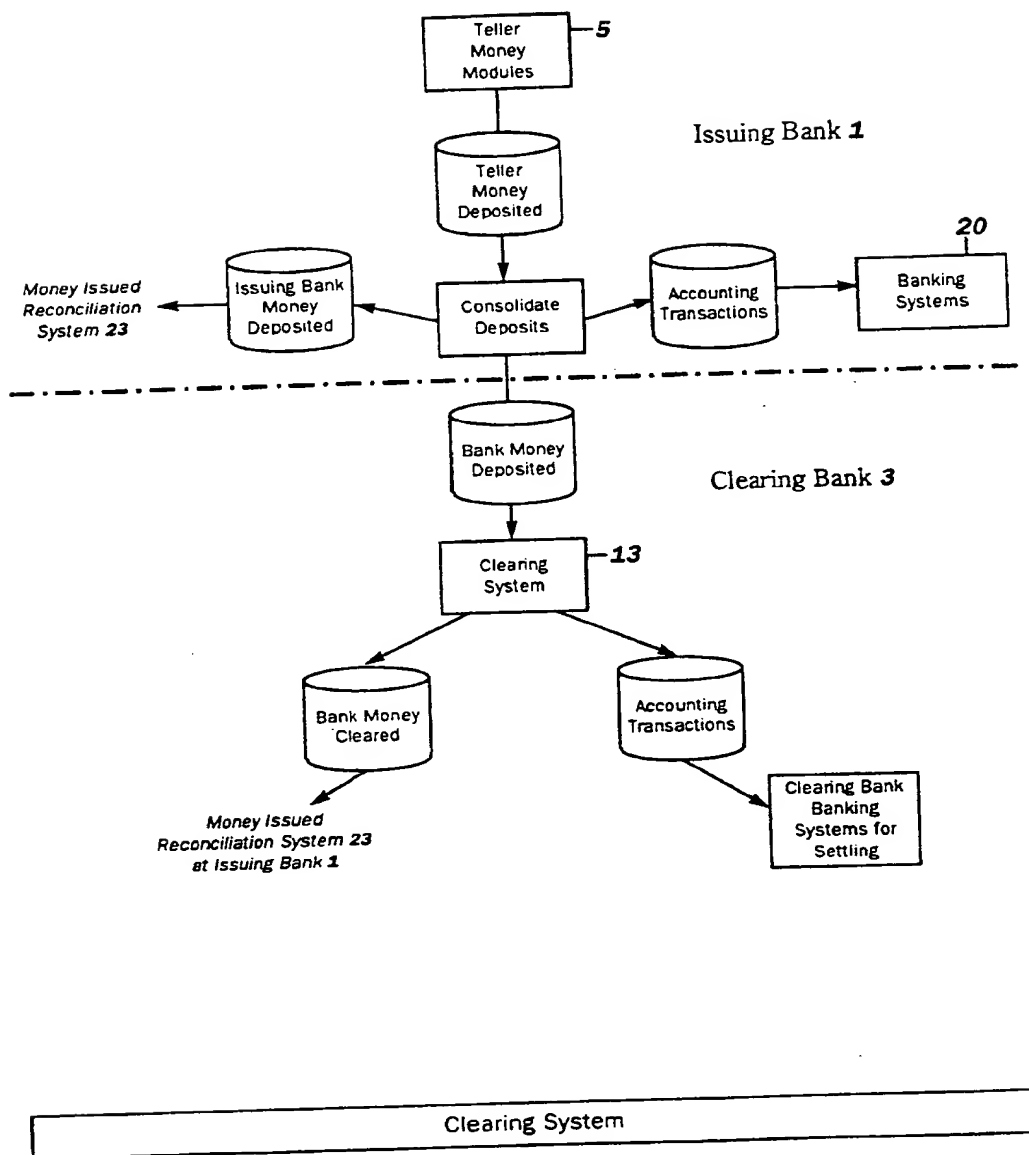 Teller
Money
Modules
5
Issuing Bank 1
Teller
Money
Deposited
20
Money Issued
Reconciliation
System 23
Issuing Bank
Money
Deposited
Consolidate
Deposits
Accounting
Transactions
Banking
Systems
Bank Money
Deposited
Clearing Bank 3
Clearing
System
13
Bank Money
Cleared
Accounting
Transactions
Money Issued
Reconciliation System 23
at Issuing Bank 1
Clearing Bank
Banking
Systems for
Settling
Clearing System